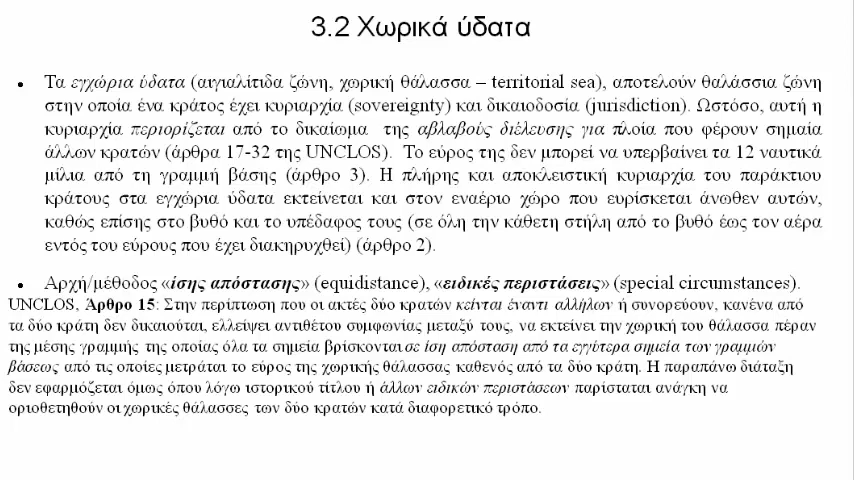 3.2 Χωρικά ύδατα
• Τα εγχώρια ύδατα (αιγιαλίτιδα ζώνη, χωρική θάλασσα – territorial sea), αποτελούν θαλάσσια ζώνη
στην οποία ένα κράτος έχει κυριαρχία (sovereignty) και δικαιοδοσία (jurisdiction). Ωστόσο, αυτή η
κυριαρχία περιορίζεται από το δικαίωμα της αβλαβούς διέλευσης για πλοία που φέρουν σημαία
άλλων κρατών (άρθρα 17-32 της UNCLOS). Το εύρος της δεν μπορεί να υπερβαίνει τα 12 ναυτικά
μίλια από τη γραμμή βάσης (άρθρο 3). Η πλήρης και αποκλειστική κυριαρχία του παράκτιου
κράτους στα εγχώρια ύδατα εκτείνεται και στον εναέριο χώρο που ευρίσκεται άνωθεν αυτών,
καθώς επίσης στο βυθό και το υπέδαφος τους (σε όλη την κάθετη στήλη από το βυθό έως τον αέρα
εντός του εύρους που έχει διακηρυχθεί) (άρθρο 2).
• Αρχή/μέθοδος «ίσης απόστασης» (equidistance), «ειδικές περιστάσεις» (special circumstances).
UNCLOS, Άρθρο 15: Στην περίπτωση που οι ακτές δύο κρατών κείνται έναντι αλλήλων ή συνορεύουν, κανένα από
τα δύο κράτη δεν δικαιούται, ελλείψει αντιθέτου συμφωνίας μεταξύ τους, να εκτείνει την χωρική του θάλασσα πέραν
της μέσης γραμμής της οποίας όλα τα σημεία βρίσκονται σε ίση απόσταση από τα εγγύτερα σημεία των γραμμών
βάσεως από τις οποίες μετράται το εύρος της χωρικής θάλασσας καθενός από τα δύο κράτη. Η παραπάνω διάταξη
δεν εφαρμόζεται όμως όπου λόγω ιστορικού τίτλου ή άλλων ειδικών περιστάσεων παρίσταται ανάγκη να
οριοθετηθούν οι χωρικές θάλασσες των δύο κρατών κατά διαφορετικό τρόπο.